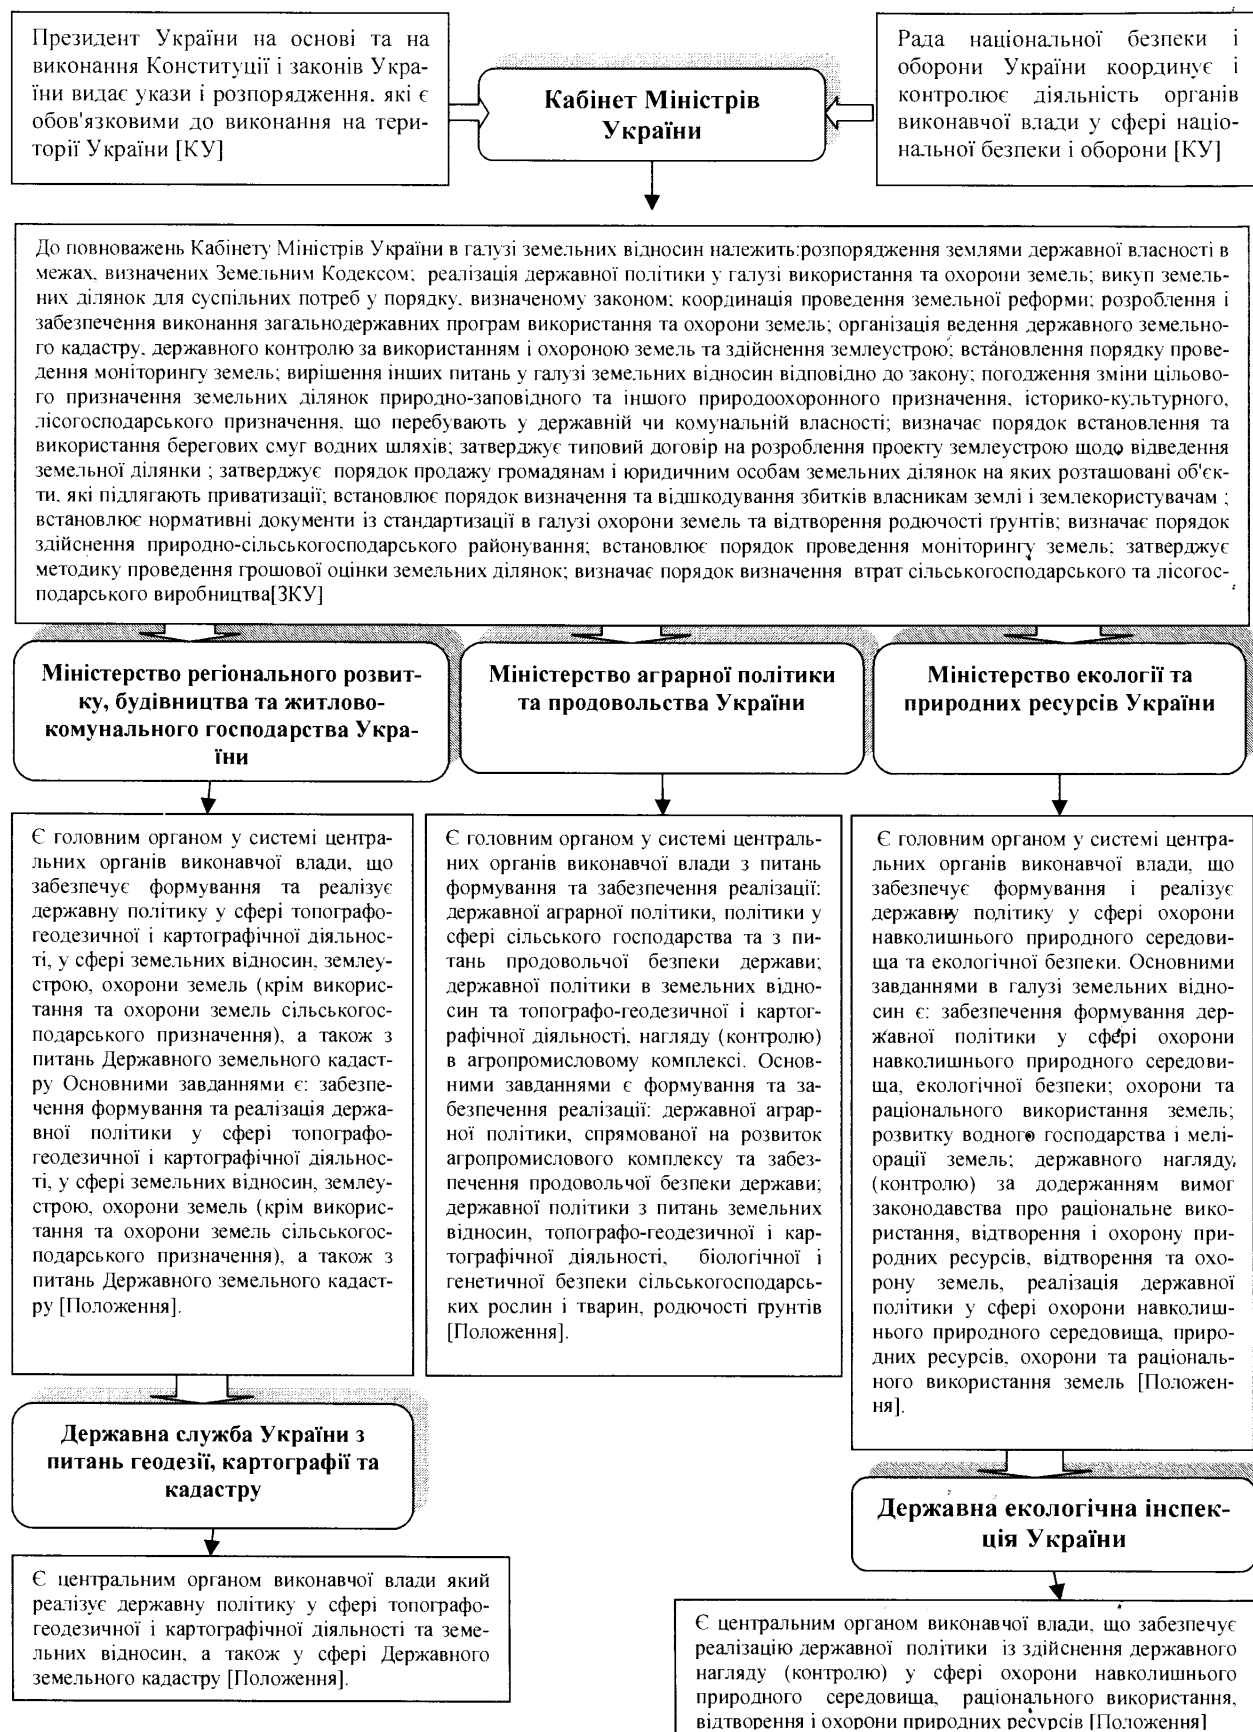 Президент України на основі та на
виконання Конституції і законів Укра-
їни видає укази і розпорядження, які є
обов'язковими до виконання на тери-
торії України [КУ]
Кабінет Міністрів
України
Рада національної безпеки і
оборони України координує і
контролює діяльність органів
виконавчої влади у сфері націо-
нальної безпеки і оборони [КУ]
До повноважень Кабінету Міністрів України в галузі земельних відносин належить:розпорядження землями державної власності в
межах, визначених Земельним Кодексом; реалізація державної політики у галузі використання та охорони земель; викуп земель-
них ділянок для суспільних потреб у порядку, визначеному законом; координація проведення земельної реформи; розроблення і
забезпечення виконання загальнодержавних програм використання та охорони земель; організація ведення державного земельно-
го кадастру, державного контролю за використанням і охороною земель та здійснення землеустрою; встановлення порядку прове-
дення моніторингу земель; вирішення інших питань у галузі земельних відносин відповідно до закону; погодження зміни цільово-
го призначення земельних ділянок природно-заповідного та іншого природоохоронного призначення, історико-культурного,
лісогосподарського призначення, що перебувають у державній чи комунальній власності; визначає порядок встановлення та
використання берегових смуг водних шляхів; затверджує типовий договір на розроблення проекту землеустрою щодо відведення
земельної ділянки ; затверджує порядок продажу громадянам і юридичним особам земельних ділянок на яких розташовані об'єк-
ти, які підлягають приватизації; встановлює порядок визначення та відшкодування збитків власникам землі і землекористувачам ;
встановлює нормативні документи із стандартизації в галузі охорони земель та відтворення родючості ґрунтів; визначає порядок
здійснення природно-сільськогосподарського районування; встановлює порядок проведення моніторингу земель; затверджує
методику проведення грошової оцінки земельних ділянок; визначає порядок визначення втрат сільськогосподарського та лісогос-
подарського виробництва[ЗКУ]
Міністерство регіонального розвит-
ку, будівництва та житлово-
комунального господарства Укра-
їни
Міністерство аграрної політики
та продовольства України
Міністерство екології та
природних ресурсів України
Є головним органом у системі центра-
льних органів виконавчої влади, що
забезпечує формування та реалізує
державну політику у сфері топографо-
геодезичної і картографічної діяльнос-
ті, у сфері земельних відносин, землеу-
строю, охорони земель (крім викорис-
тання та охорони земель сільськогос-
подарського призначення), а також з
питань Державного земельного кадаст-
ру Основними завданнями є: забезпе-
чення формування та реалізація держа-
вної політики у сфері топографо-
геодезичної і картографічної діяльнос-
ті, у сфері земельних відносин, землеу-
строю, охорони земель (крім викорис-
тання та охорони земель сільськогос-
подарського призначення), а також з
питань Державного земельного кадаст-
ру [Положення].
Є головним органом у системі централь-
них органів виконавчої влади з питань
формування та забезпечення реалізації:
державної аграрної політики, політики у
сфері сільського господарства та з пи-
тань продовольчої безпеки держави;
державної політики в земельних відно-
син та топографо-геодезичної і картог-
рафічної діяльності, нагляду (контролю)
в агропромисловому комплексі. Основ-
ними завданнями є формування та за-
безпечення реалізації: державної аграр-
ної політики, спрямованої на розвиток
агропромислового комплексу та забез-
печення продовольчої безпеки держави;
державної політики з питань земельних
відносин, топографо-геодезичної і кар-
тографічної діяльності, біологічної і
генетичної безпеки сільськогосподарсь-
ких рослин і тварин, родючості ґрунтів
[Положення].
Є головним органом у системі центра-
льних органів виконавчої влади, що
забезпечує формування і реалізує
державну політику у сфері охорони
навколишнього природного середови-
ща та екологічної безпеки. Основними
завданнями в галузі земельних відно-
син є: забезпечення формування дер-
жавної політики у сфері охорони
навколишнього природного середови-
ща, екологічної безпеки; охорони та
раціонального використання земель;
розвитку водного господарства і мелі-
орації земель; державного нагляду
(контролю) за додержанням вимог
законодавства про раціональне вико-
ристання, відтворення і охорону при-
родних ресурсів, відтворення та охо-
рону земель, реалізація державної
політики у сфері охорони навколиш-
нього природного середовища, приро-
дних ресурсів, охорони та раціональ-
ного використання земель [Положен-
ня].
Державна служба України з
питань геодезії, картографії та
кадастру
Державна екологічна інспек-
ція України
Є центральним органом виконавчої влади який
реалізує державну політику у сфері топографо-
геодезичної і картографічної діяльності та земе-
льних відносин, а також у сфері Державного
земельного кадастру [Положення].
Є центральним органом виконавчої влади, що забезпечує
реалізацію державної політики із здійснення державного
нагляду (контролю) у сфері охорони навколишнього
природного середовища, раціонального використання,
відтворення і охорони природних ресурсів [Положення]